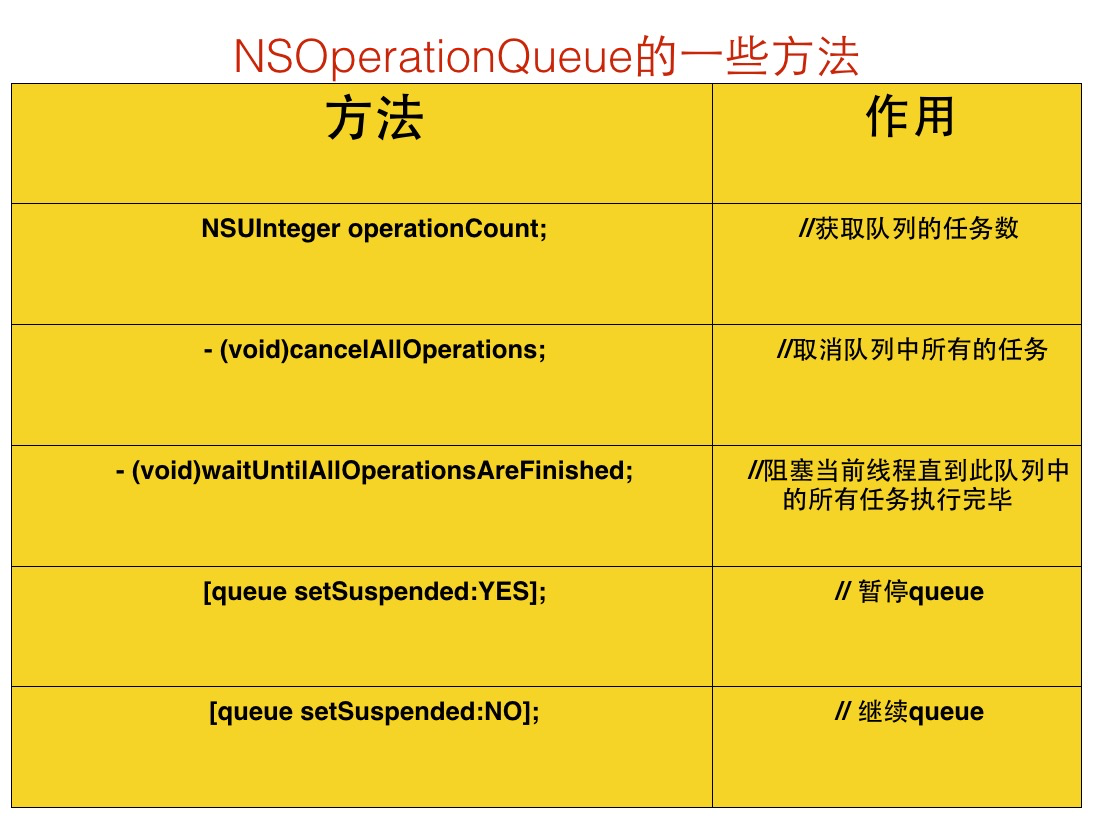 NSOperationQueue的一些方法
方法
作用
NSUInteger operationCount;
//获取队列的任务数
- (void)cancelAllOperations;
//取消队列中所有的任务
- (void)waitUntilAllOperationsAreFinished;
//阻塞当前线程直到此队列中
的所有任务执行完毕
[queue setSuspended:YES];
// 暂停queue
[queue setSuspended:NO];
// 继续queue